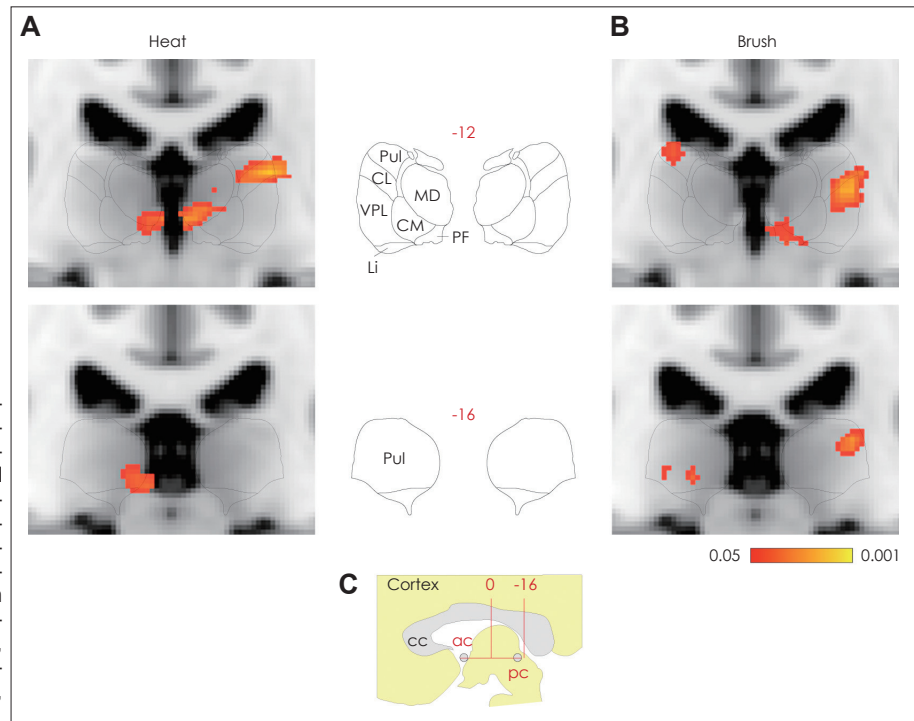 A
Heat
B
Brush
-12
Pul
CL
MD
VPL
CM
PF
Li
-16
Pul
0.05
0.001
C
Cortex
0
-16
cc
ac
pc